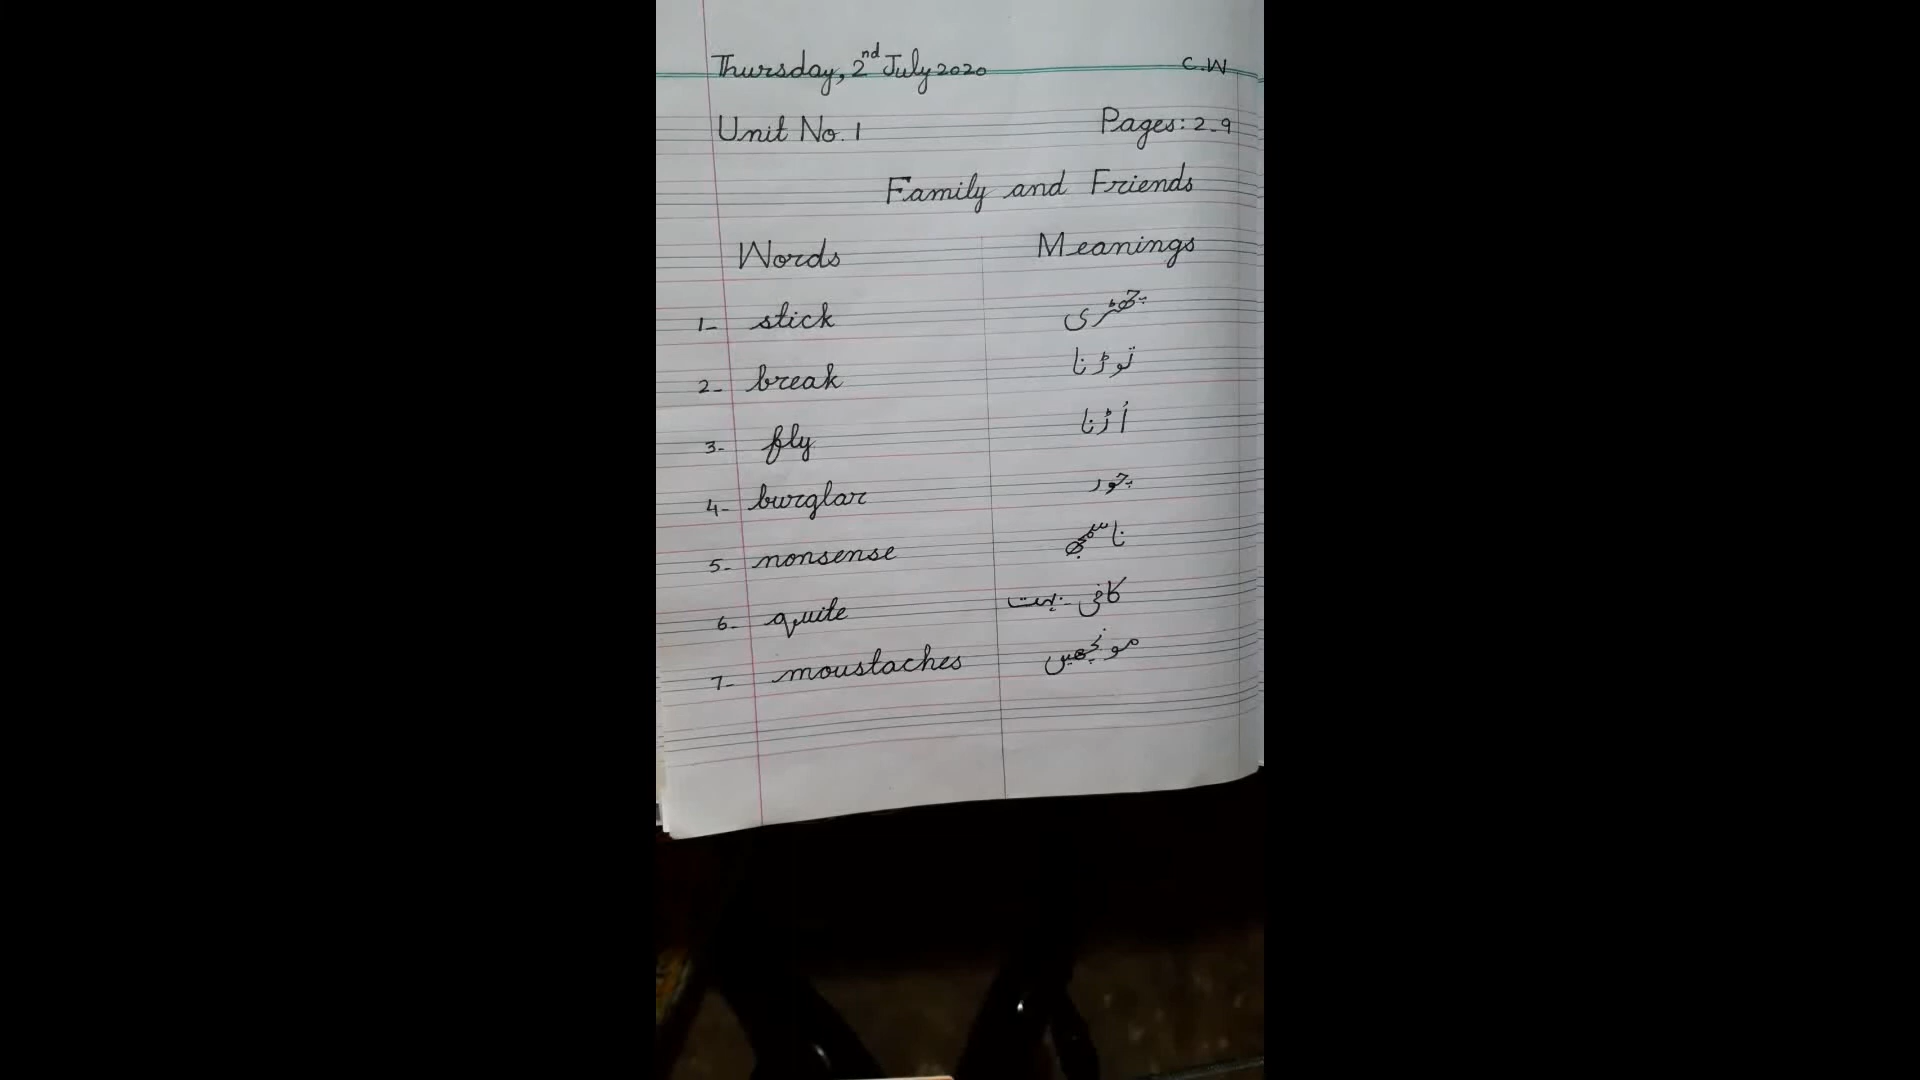 Thursday, 2nd July 2020 C.W
Unit No. 1 Pages: 2-9
Family and Friends
Words Meanings
1- stick چھڑی
2- break توڑنا
3- fly اُڑنا
4- burglar چور
5- nonsense ناسمجھ
6- quite کافی - بہت
7- moustaches مونچھیں